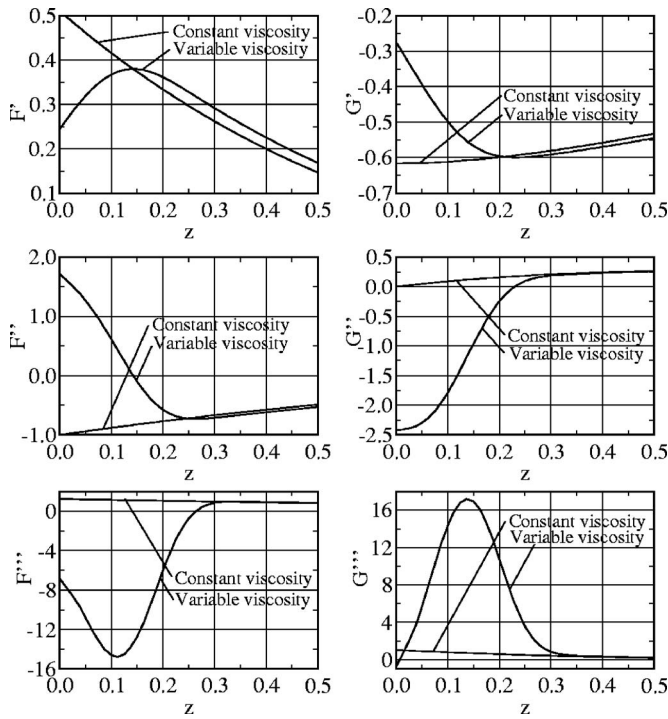 0.5
0.4
0.3
0.2
0.1
F'
Constant viscosity
Variable viscosity
0.0 0.1 0.2 0.3 0.4 0.5
z
-0.2
-0.3
-0.4
-0.5
-0.6
-0.7
G'
Constant viscosity
Variable viscosity
0.0 0.1 0.2 0.3 0.4 0.5
z
2.0
1.0
0.0
-1.0
F''
Constant viscosity
Variable viscosity
0.0 0.1 0.2 0.3 0.4 0.5
z
0.5
0.0
-0.5
-1.0
-1.5
-2.0
-2.5
G''
Constant viscosity
Variable viscosity
0.0 0.1 0.2 0.3 0.4 0.5
z
0
-4
-8
-12
-16
F'''
Constant viscosity
Variable viscosity
0.0 0.1 0.2 0.3 0.4 0.5
z
16
12
8
4
0
G'''
Constant viscosity
Variable viscosity
0.0 0.1 0.2 0.3 0.4 0.5
z